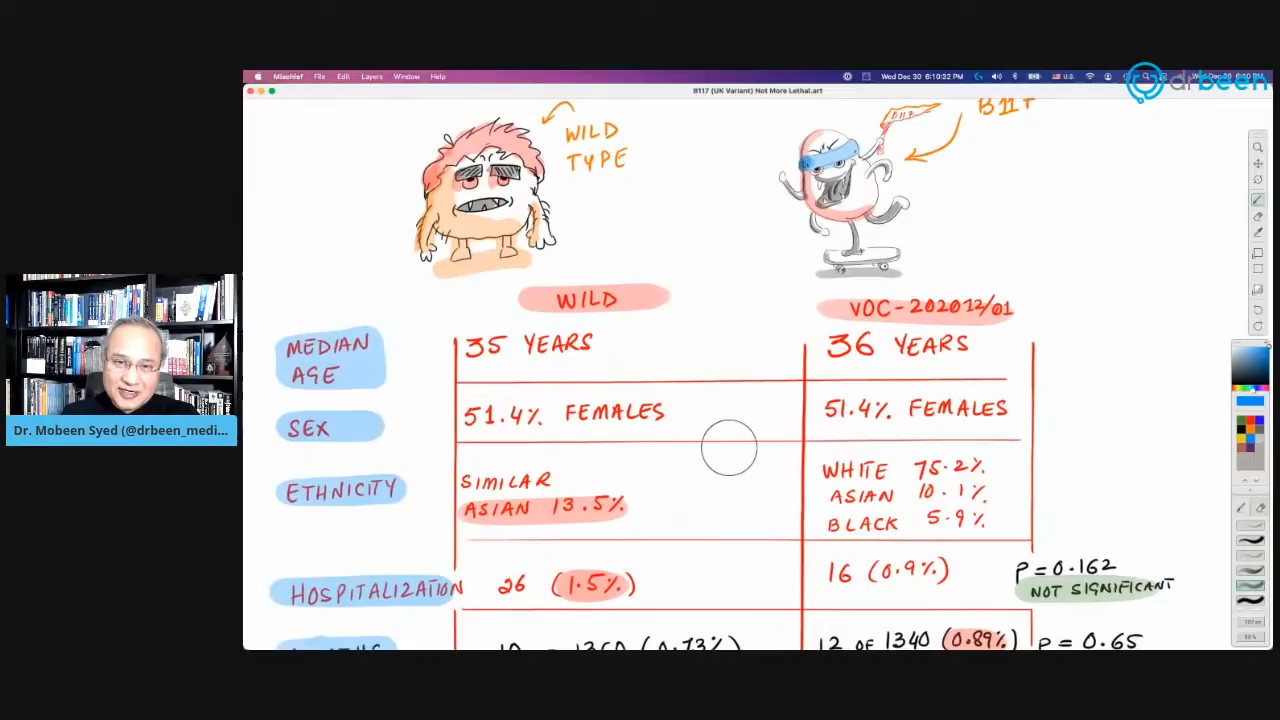 drbeen
Mischief File Edit Layers Window Help
Wed Dec 30 6:10:32 PM
U.S.
B117 (UK Variant) Not More Lethal.art
WILD
TYPE
B117
WILD
VOC-202012/01
MEDIAN
AGE
35 YEARS
36 YEARS
SEX
51.4% FEMALES
51.4% FEMALES
ETHNICITY
SIMILAR
ASIAN 13.5%
WHITE 75.2%
ASIAN 10.1%
BLACK 5.9%
HOSPITALIZATION
26 (1.5%)
16 (0.9%)
P = 0.162
NOT SIGNIFICANT
1360 (0.73%)
12 OF 1340 (0.89%)
P = 0.65
Dr. Mobeen Syed (@drbeen_medi...